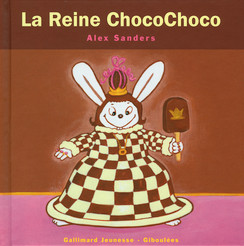 La Reine ChocoChoco
Alex Sanders
Gallimard Jeunesse - Giboulées